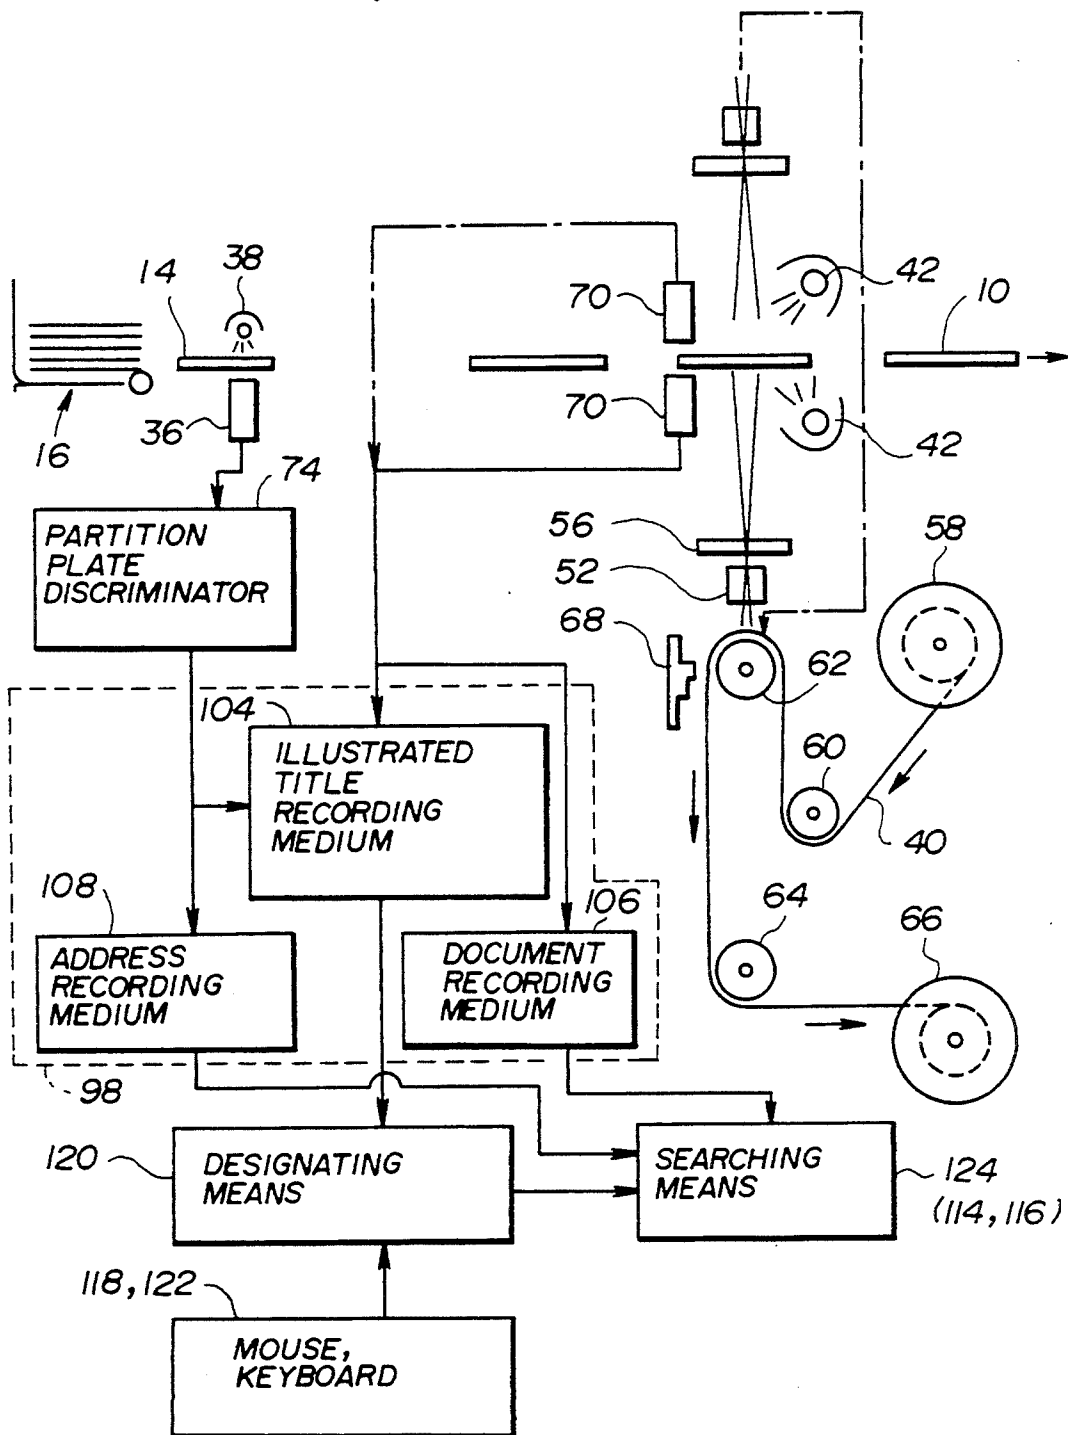 38
14
42
10
70
16
36
70
42
74
PARTITION
PLATE
DISCRIMINATOR
56
58
52
68
62
104
ILLUSTRATED
TITLE
RECORDING
MEDIUM
60
40
108
106
64
66
ADDRESS
RECORDING
MEDIUM
DOCUMENT
RECORDING
MEDIUM
98
120
DESIGNATING
MEANS
SEARCHING
MEANS
124
(114, 116)
118, 122
MOUSE,
KEYBOARD